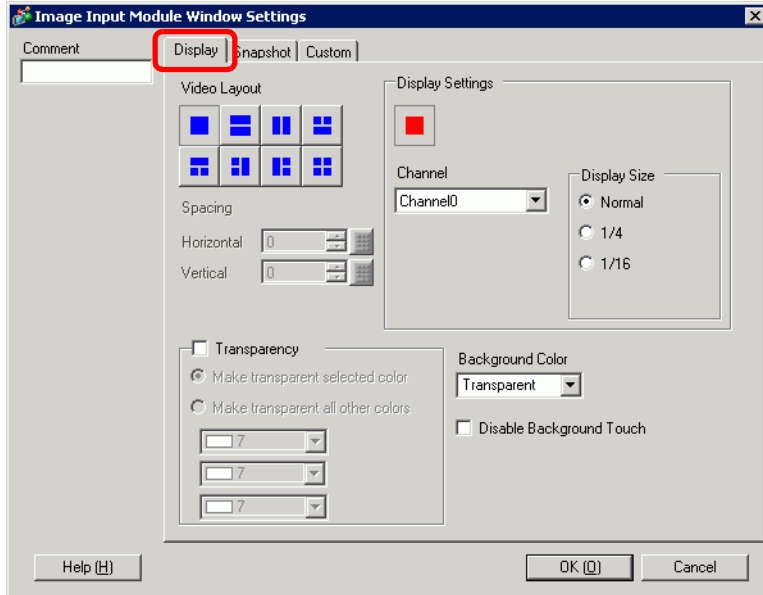 Image Input Module Window Settings
Comment
Display Snapshot Custom
Video Layout
Spacing
Horizontal 0
Vertical 0
Display Settings
Channel
Channel0
Display Size
Normal
1/4
1/16
Transparency
Make transparent selected color
Make transparent all other colors
7
7
7
Background Color
Transparent
Disable Background Touch
Help (H) OK (O) Cancel